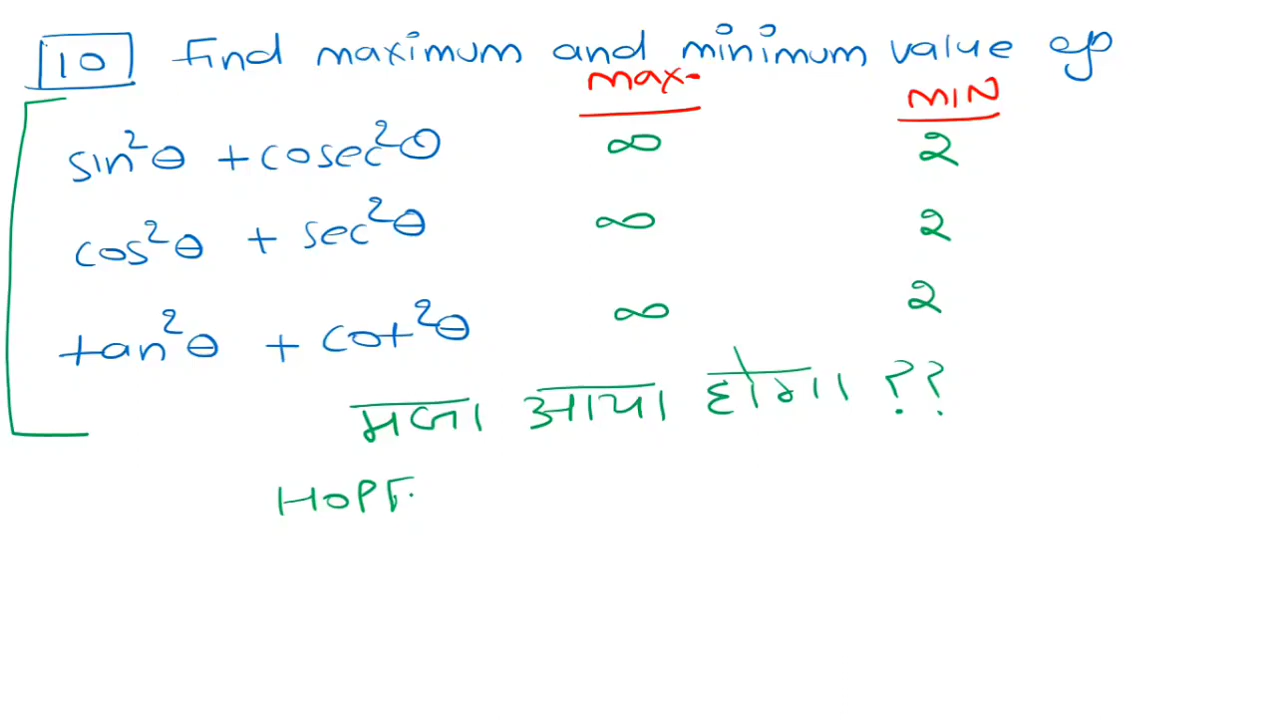 10 Find maximum and minimum value of
max. MIN
sin²θ + cosec²θ ∞ 2
cos²θ + sec²θ ∞ 2
tan²θ + cot²θ ∞ 2
मजा आया होगा ??
HOPE